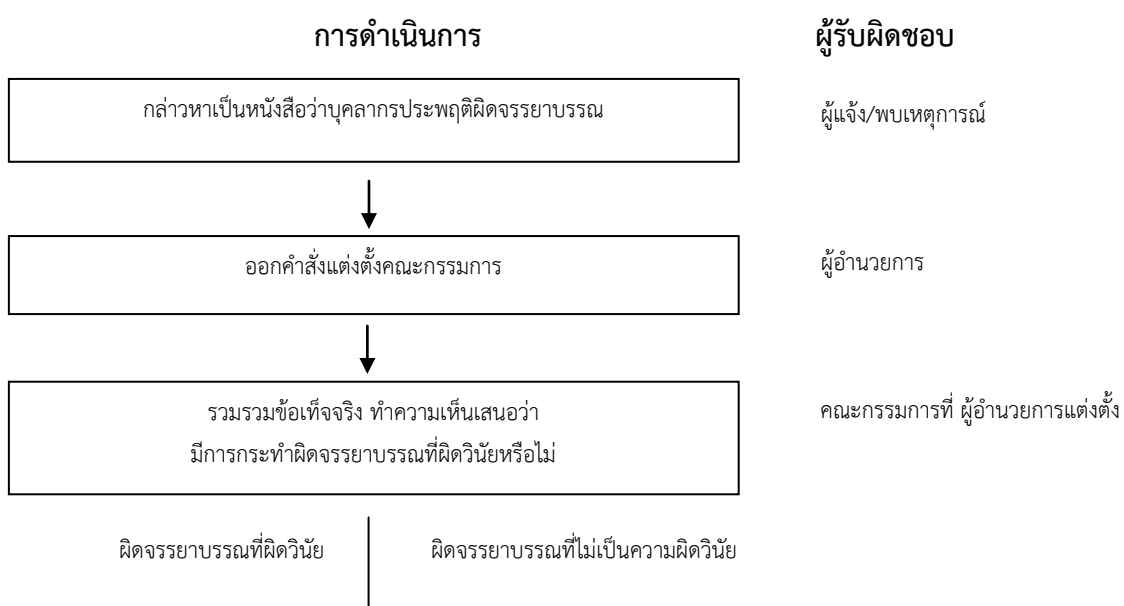 การดำเนินการ ผู้รับผิดชอบ
กล่าวหาเป็นหนังสือว่าบุคลากรประพฤติผิดจรรยาบรรณ ผู้แจ้ง/พบเหตุการณ์
ออกคำสั่งแต่งตั้งคณะกรรมการ ผู้อำนวยการ
รวมรวมข้อเท็จจริง ทำความเห็นเสนอว่า คณะกรรมการที่ ผู้อำนวยการแต่งตั้ง
มีการกระทำผิดจรรยาบรรณที่ผิดวินัยหรือไม่
ผิดจรรยาบรรณที่ผิดวินัย ผิดจรรยาบรรณที่ไม่เป็นความผิดวินัย